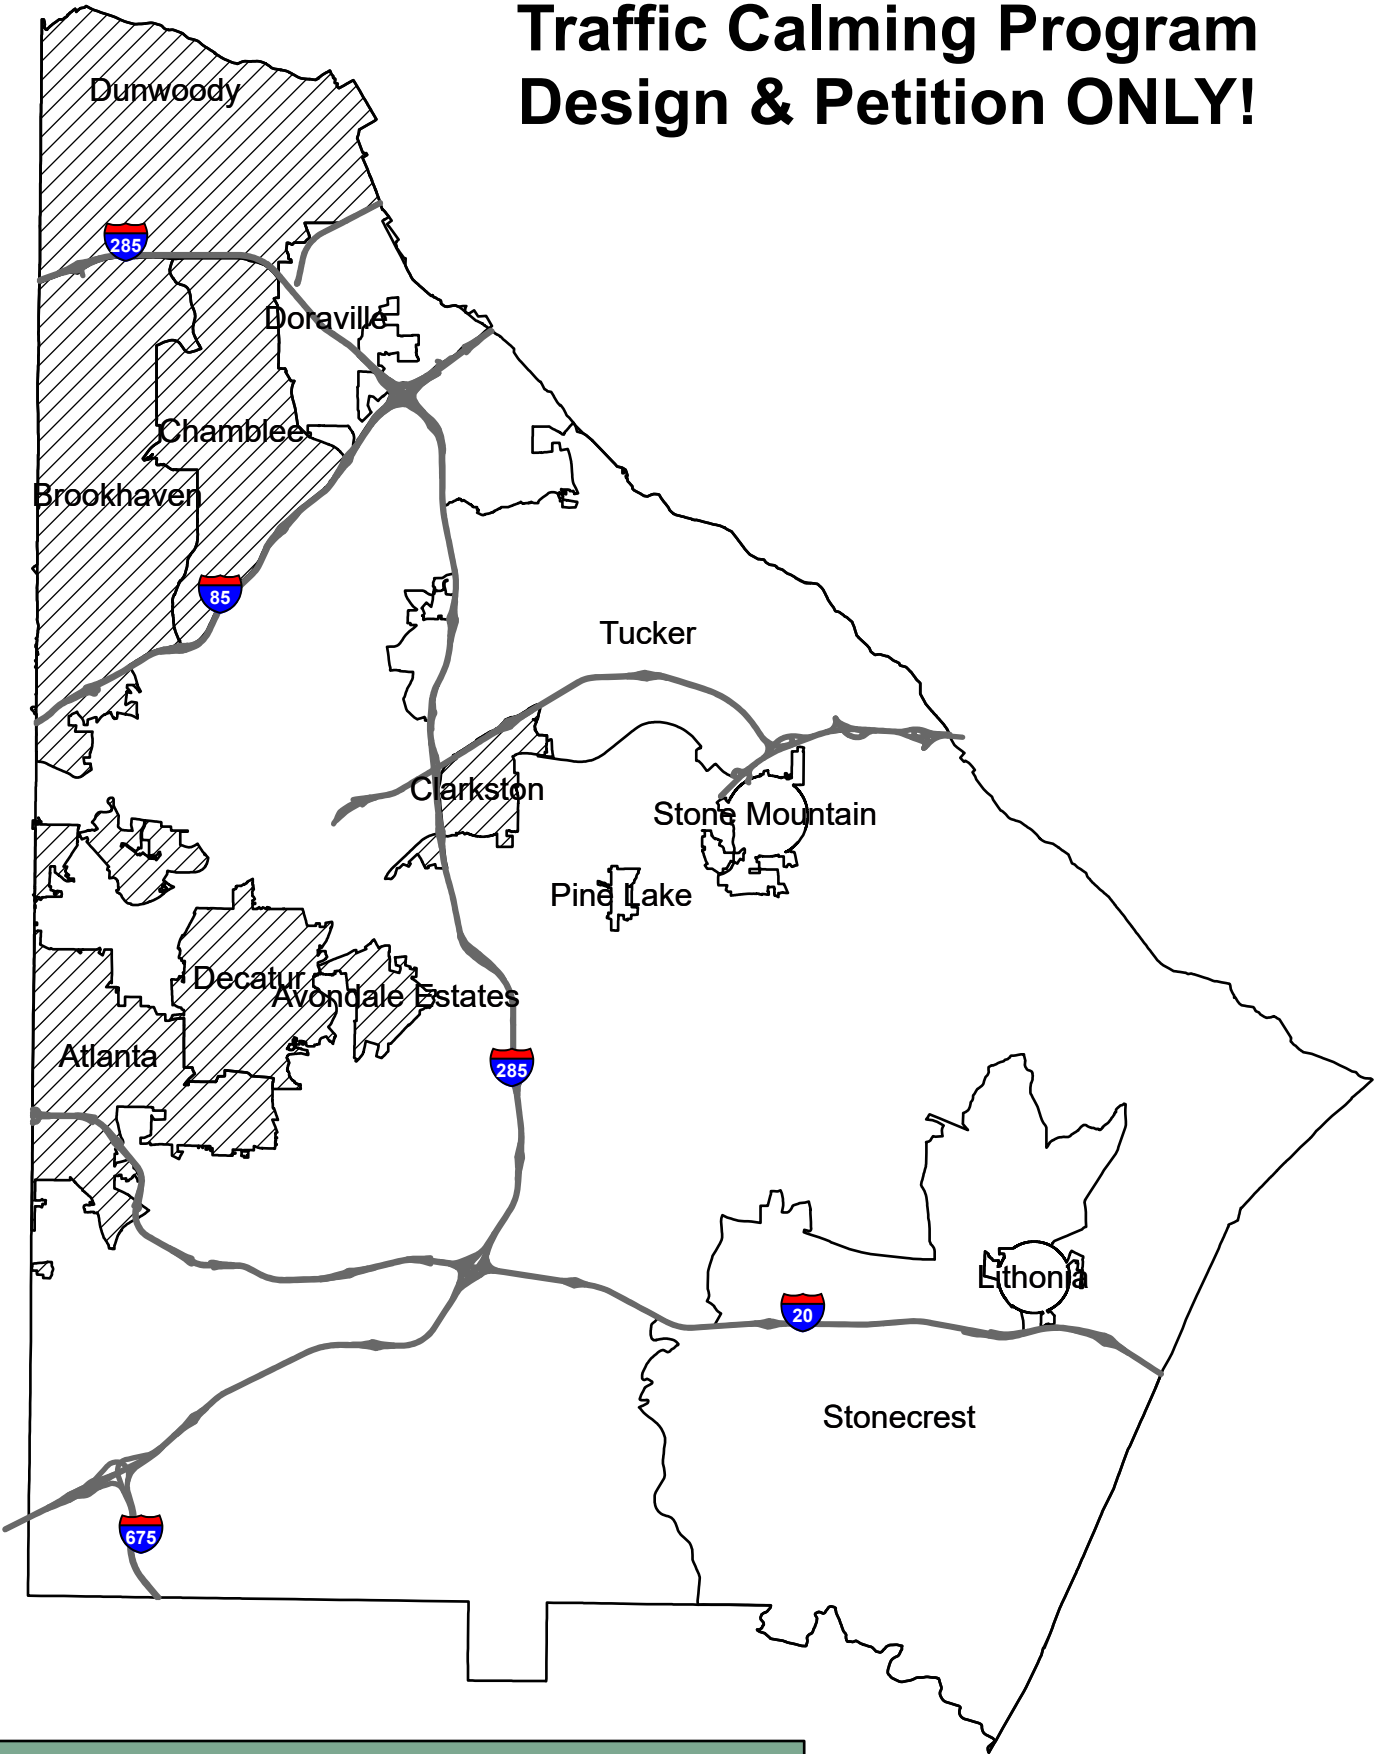 Traffic Calming Program
Design & Petition ONLY!
Dunwoody
285
Doraville
Chamblee
Brookhaven
85
Tucker
Clarkston
Stone Mountain
Pine Lake
Decatur
Avondale Estates
Atlanta
285
Lithonia
20
Stonecrest
675